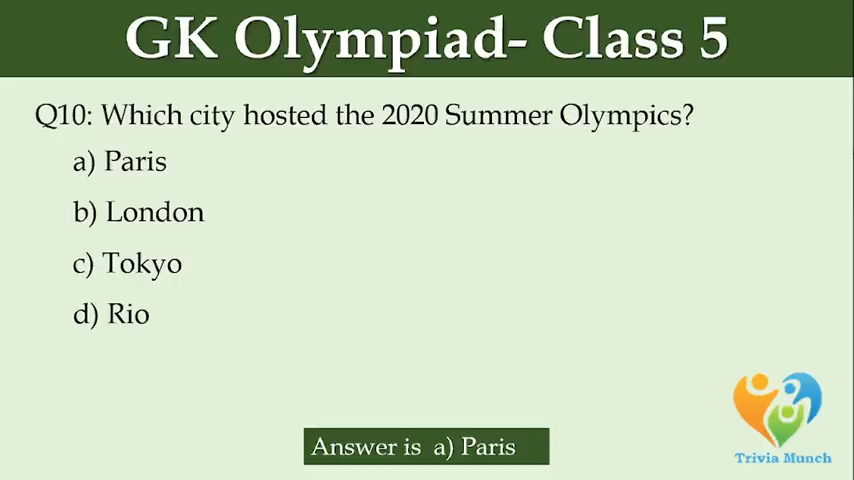 GK Olympiad- Class 5
Q10: Which city hosted the 2020 Summer Olympics?
a) Paris
b) London
c) Tokyo
d) Rio
Answer is a) Paris
Trivia Munch